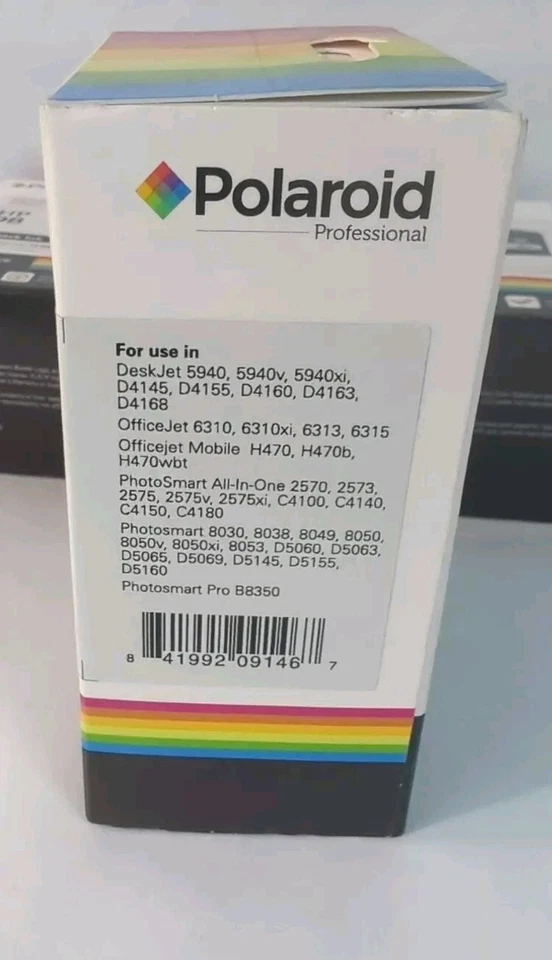 Polaroid
Professional
HP
98
For use in
DeskJet 5940, 5940v, 5940xi,
D4145, D4155, D4160, D4163,
D4168
OfficeJet 6310, 6310xi, 6313, 6315
Officejet Mobile H470, H470b,
H470wbt
PhotoSmart All-In-One 2570, 2573,
2575, 2575v, 2575xi, C4100, C4140,
C4150, C4180
Photosmart 8030, 8038, 8049, 8050,
8050v, 8050xi, 8053, D5060, D5063,
D5065, D5069, D5145, D5155,
D5160
Photosmart Pro B8350
8 41992 09146 7